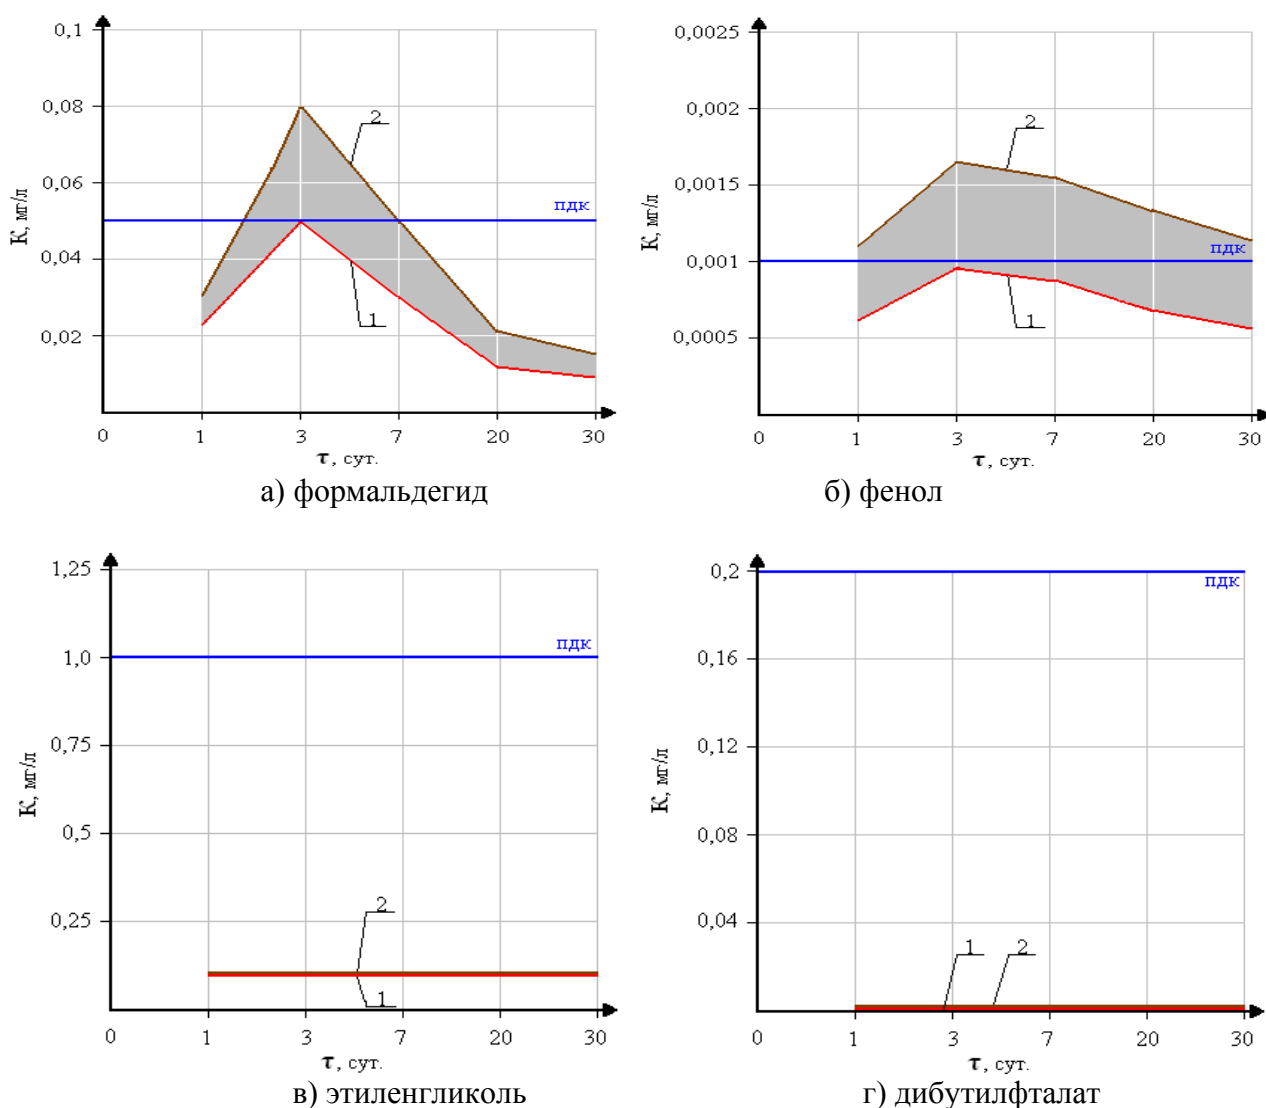 0,1
0,08
0,06
0,04
0,02
К, мг/л
2
пдк
1
0 1 3 7 20 30
τ, сут.
а) формальдегид
0,0025
0,002
0,0015
0,001
0,0005
К, мг/л
2
пдк
1
0 1 3 7 20 30
τ, сут.
б) фенол
1,25
1,0
0,75
0,5
0,25
К, мг/л
пдк
2
1
0 1 3 7 20 30
τ, сут.
в) этиленгликоль
0,2
0,16
0,12
0,08
0,04
К, мг/л
пдк
1 2
0 1 3 7 20 30
τ, сут.
г) дибутилфталат